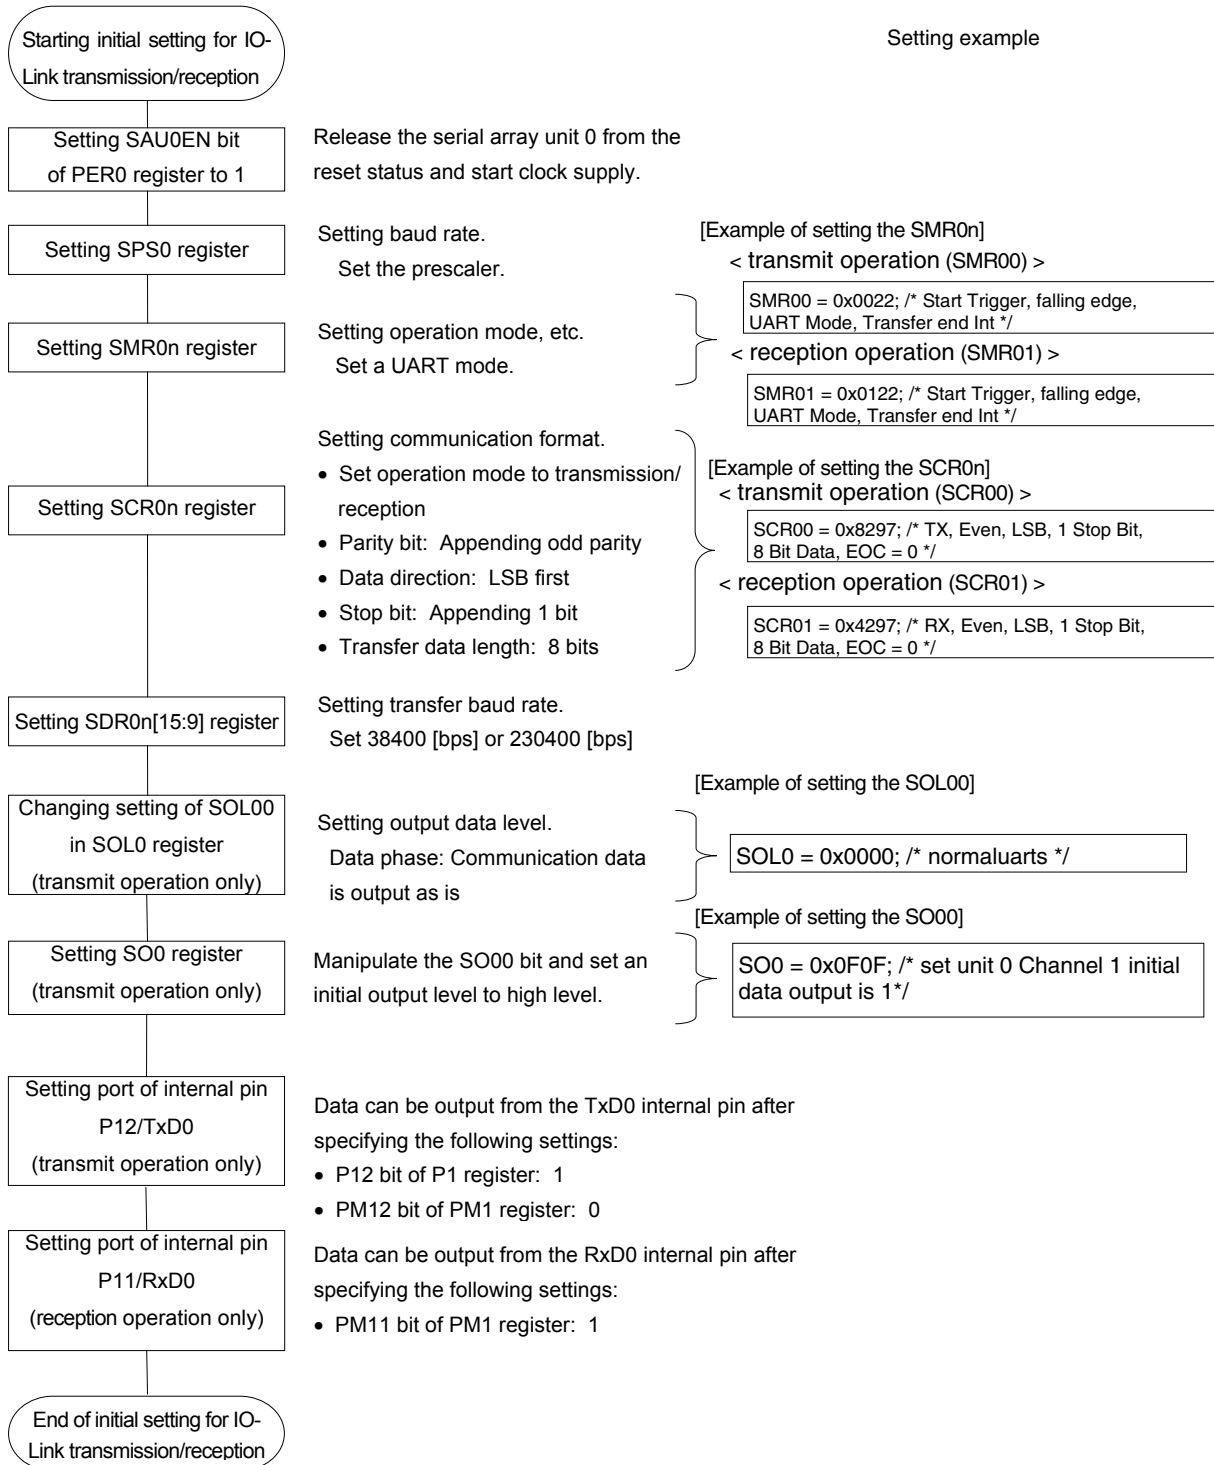 Starting initial setting for IO-
Link transmission/reception
Setting example
Setting SAU0EN bit
of PER0 register to 1
Release the serial array unit 0 from the
reset status and start clock supply.
Setting SPS0 register
Setting baud rate.
Set the prescaler.
[Example of setting the SMR0n]
< transmit operation (SMR00) >
SMR00 = 0x0022; /* Start Trigger, falling edge,
UART Mode, Transfer end Int */
Setting SMR0n register
Setting operation mode, etc.
Set a UART mode.
< reception operation (SMR01) >
SMR01 = 0x0122; /* Start Trigger, falling edge,
UART Mode, Transfer end Int */
Setting SCR0n register
Setting communication format.
• Set operation mode to transmission/
reception
• Parity bit: Appending odd parity
• Data direction: LSB first
• Stop bit: Appending 1 bit
• Transfer data length: 8 bits
[Example of setting the SCR0n]
< transmit operation (SCR00) >
SCR00 = 0x8297; /* TX, Even, LSB, 1 Stop Bit,
8 Bit Data, EOC = 0 */
< reception operation (SCR01) >
SCR01 = 0x4297; /* RX, Even, LSB, 1 Stop Bit,
8 Bit Data, EOC = 0 */
Setting SDR0n[15:9] register
Setting transfer baud rate.
Set 38400 [bps] or 230400 [bps]
Changing setting of SOL00
in SOL0 register
(transmit operation only)
Setting output data level.
Data phase: Communication data
is output as is
[Example of setting the SOL00]
SOL0 = 0x0000; /* normaluarts */
Setting SO0 register
(transmit operation only)
Manipulate the SO00 bit and set an
initial output level to high level.
[Example of setting the SO00]
SO0 = 0x0F0F; /* set unit 0 Channel 1 initial
data output is 1*/
Setting port of internal pin
P12/TxD0
(transmit operation only)
Data can be output from the TxD0 internal pin after
specifying the following settings:
• P12 bit of P1 register: 1
• PM12 bit of PM1 register: 0
Setting port of internal pin
P11/RxD0
(reception operation only)
Data can be output from the RxD0 internal pin after
specifying the following settings:
• PM11 bit of PM1 register: 1
End of initial setting for IO-
Link transmission/reception